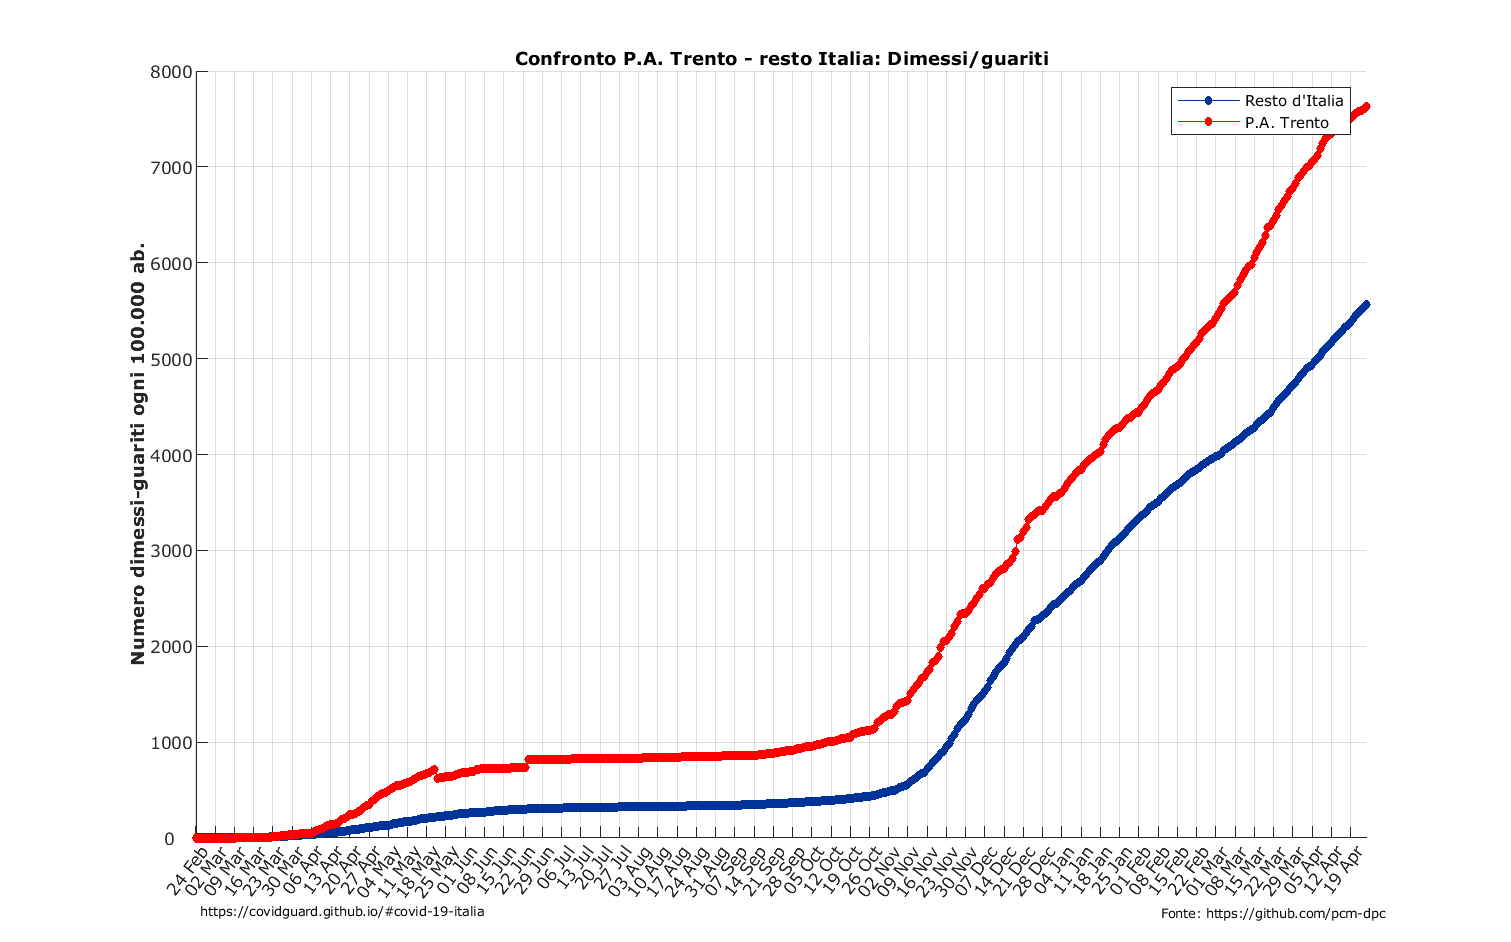 Confronto P.A. Trento - resto Italia: Dimessi/guariti
8000
7000
6000
5000
4000
3000
2000
1000
0
Numero dimessi-guariti ogni 100.000 ab.
Resto d'Italia
P.A. Trento
24 Feb
02 Mar
09 Mar
16 Mar
23 Mar
30 Mar
06 Apr
13 Apr
20 Apr
27 Apr
04 May
11 May
18 May
25 May
01 Jun
08 Jun
15 Jun
22 Jun
29 Jun
06 Jul
13 Jul
20 Jul
27 Jul
03 Aug
10 Aug
17 Aug
24 Aug
31 Aug
07 Sep
14 Sep
21 Sep
28 Sep
05 Oct
12 Oct
19 Oct
26 Oct
02 Nov
09 Nov
16 Nov
23 Nov
30 Nov
07 Dec
14 Dec
21 Dec
28 Dec
04 Jan
11 Jan
18 Jan
25 Jan
01 Feb
08 Feb
15 Feb
22 Feb
01 Mar
08 Mar
15 Mar
22 Mar
29 Mar
05 Apr
12 Apr
19 Apr
https://covidguard.github.io/#covid-19-italia
Fonte: https://github.com/pcm-dpc